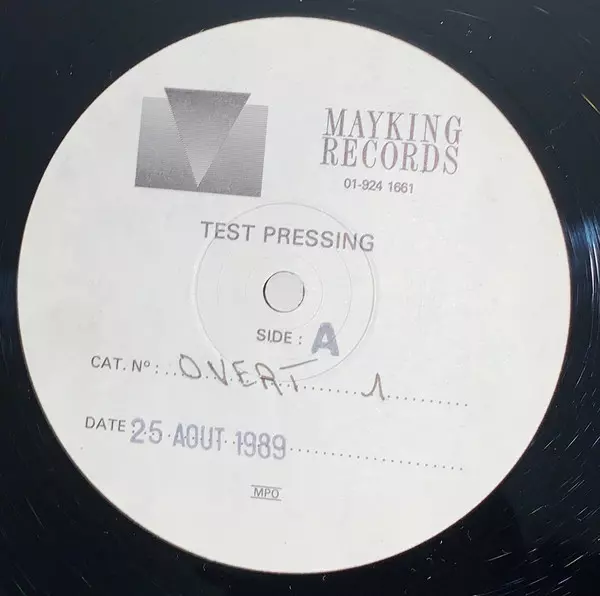 MAYKING
RECORDS
01-924 1661
TEST PRESSING
SIDE : A
CAT. Nº : OVERT 1
DATE 25 AOUT 1989
MPO